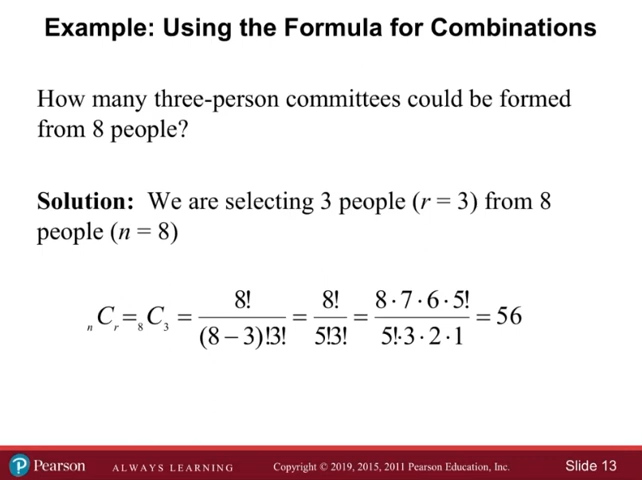 Example: Using the Formula for Combinations
How many three-person committees could be formed
from 8 people?
Solution: We are selecting 3 people (r = 3) from 8
people (n = 8)
ₙCᵣ = ₈C₃ = 8! / (8 − 3)!3! = 8! / 5!3! = 8 · 7 · 6 · 5! / 5!· 3 · 2 · 1 = 56
Pearson ALWAYS LEARNING Copyright © 2019, 2015, 2011 Pearson Education, Inc. Slide 13